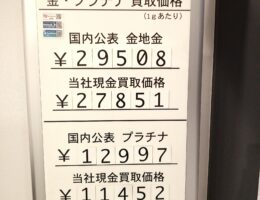 金・プラチナ 買取価格
(1gあたり)
国内公表 金地金
¥29508
当社現金買取価格
¥27851
国内公表 プラチナ
¥12997
当社現金買取価格
¥11452